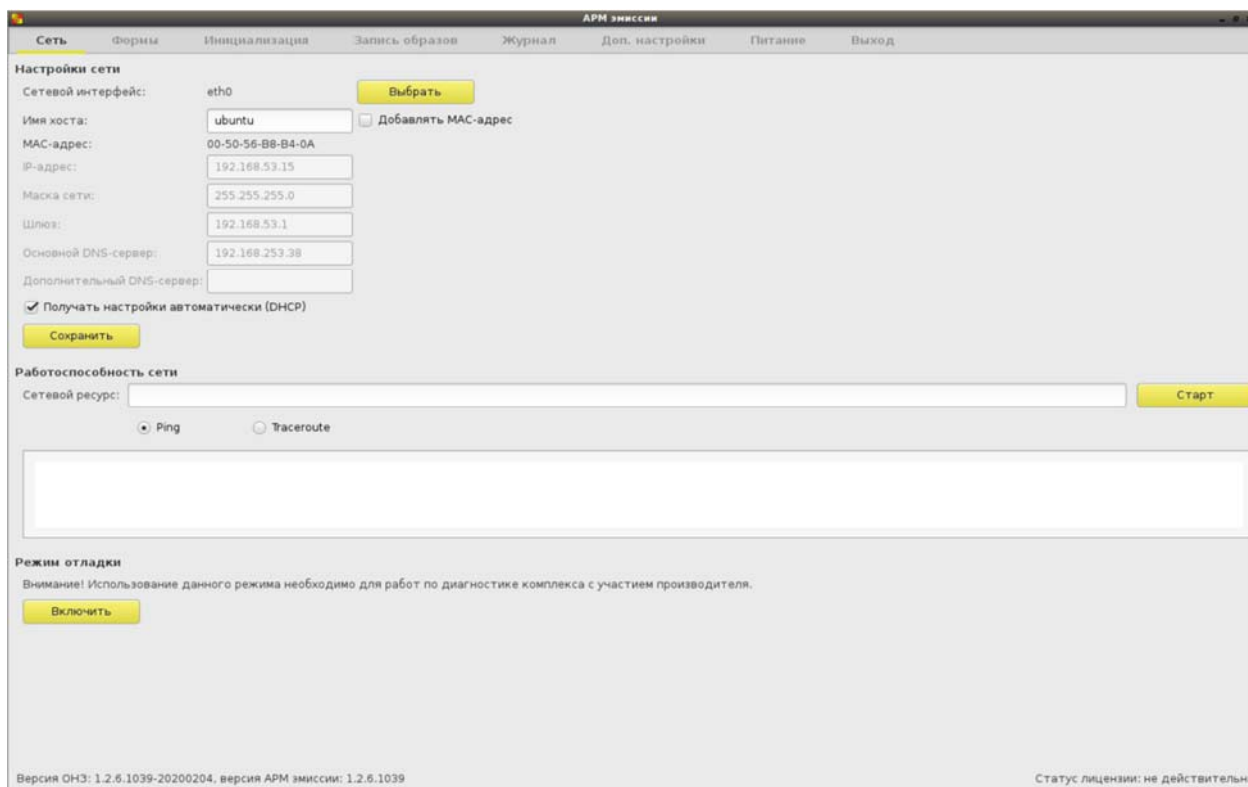 АРМ эмиссии
Сеть Формы Инициализация Запись образов Журнал Доп. настройки Питание Выход
Настройки сети
Сетевой интерфейс: eth0 Выбрать
Имя хоста: ubuntu Добавлять MAC-адрес
MAC-адрес: 00-50-56-B8-B4-0A
IP-адрес: 192.168.53.15
Маска сети: 255.255.255.0
Шлюз: 192.168.53.1
Основной DNS-сервер: 192.168.253.38
Дополнительный DNS-сервер:
Получать настройки автоматически (DHCP)
Сохранить
Работоспособность сети
Сетевой ресурс: Старт
Ping Traceroute
Режим отладки
Внимание! Использование данного режима необходимо для работ по диагностике комплекса с участием производителя.
Включить
Версия ОНЗ: 1.2.6.1039-20200204, версия АРМ эмиссии: 1.2.6.1039
Статус лицензии: не действительн